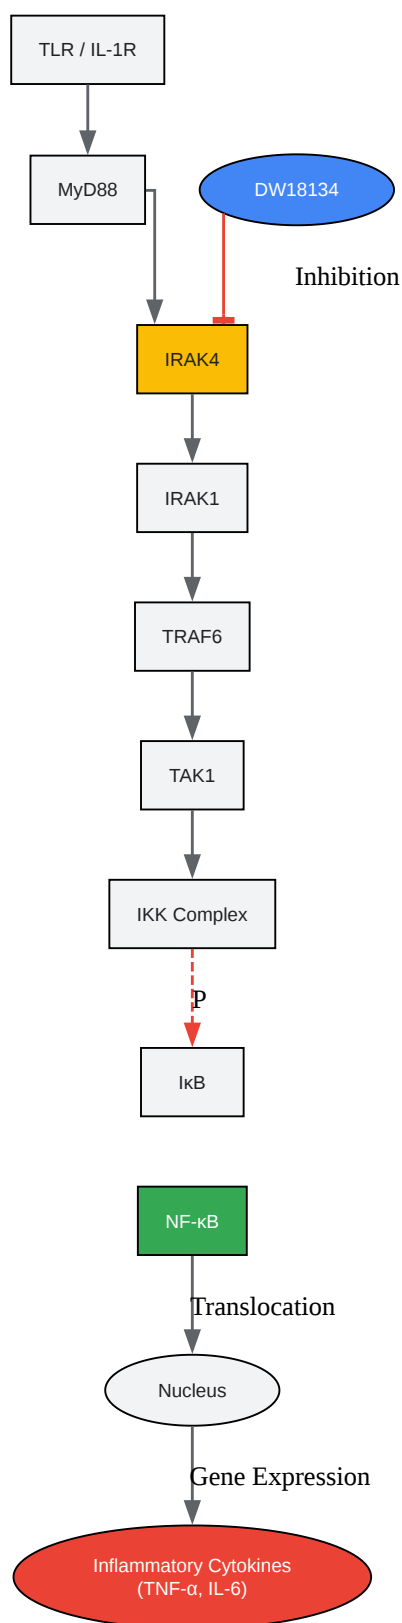 TLR / IL-1R
MyD88
DW18134
Inhibition
IRAK4
IRAK1
TRAF6
TAK1
IKK Complex
P
IκB
NF-κB
Translocation
Nucleus
Gene Expression
Inflammatory Cytokines
(TNF-α, IL-6)